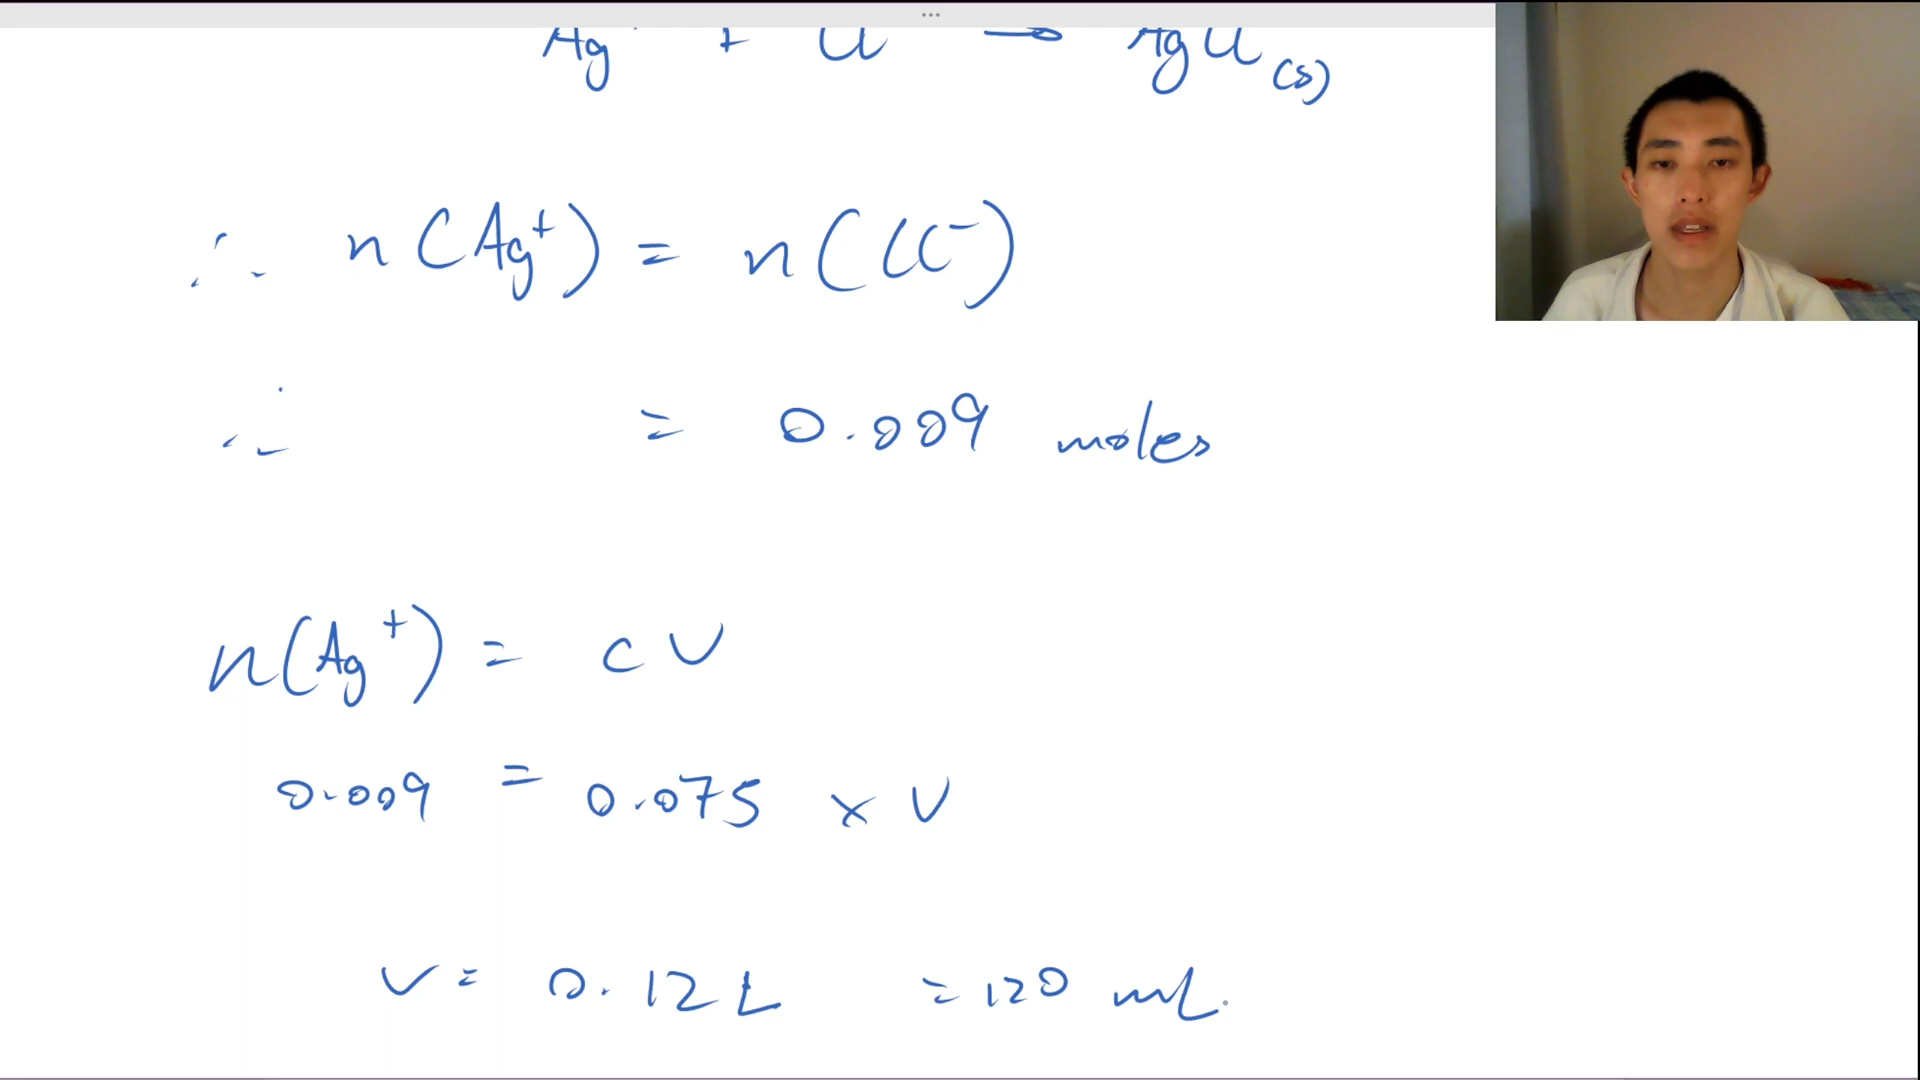 Ag + Cl → AgCl (s)
∴ n(Ag⁺) = n(Cl⁻)
∴ = 0.009 moles
n(Ag⁺) = cV
0.009 = 0.075 × V
V = 0.12 L = 120 mL.